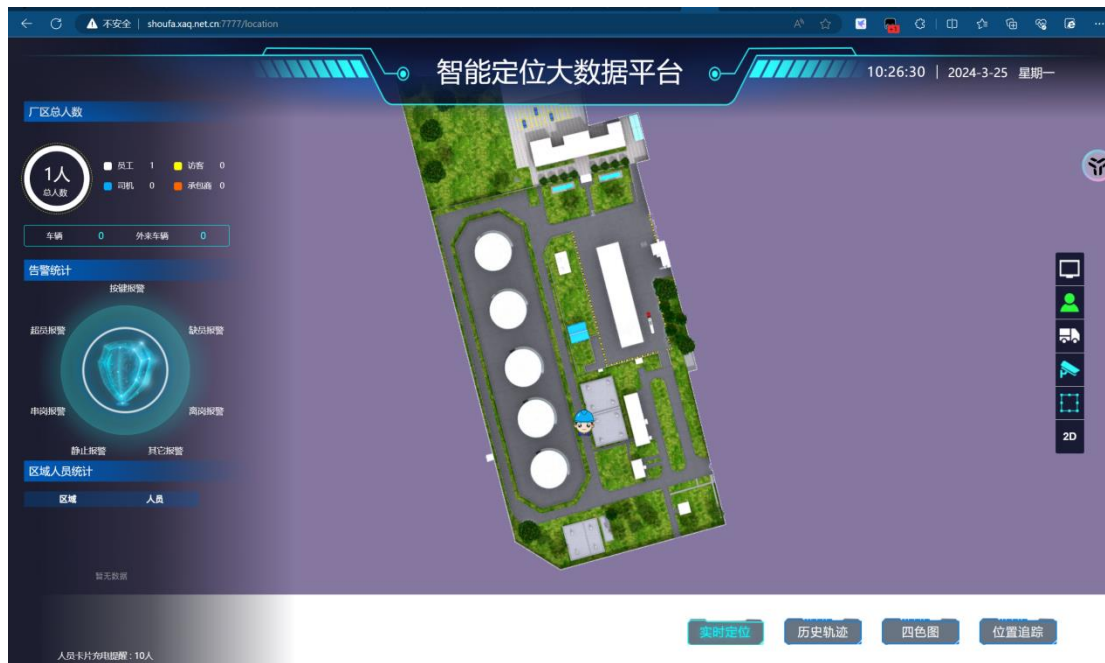 不安全 | shoufa.xaq.net.cn:7777/location
智能定位大数据平台
10:26:30 | 2024-3-25 星期一
厂区总人数
1人
总人数
员工 1 访客 0
司机 0 承包商 0
车辆 0 外来车辆 0
告警统计
按键报警
超员报警 缺员报警
串岗报警 离岗报警
静止报警 其它报警
区域人员统计
区域 人员
暂无数据
人员卡片充电提醒：10人
2D
实时定位 历史轨迹 四色图 位置追踪